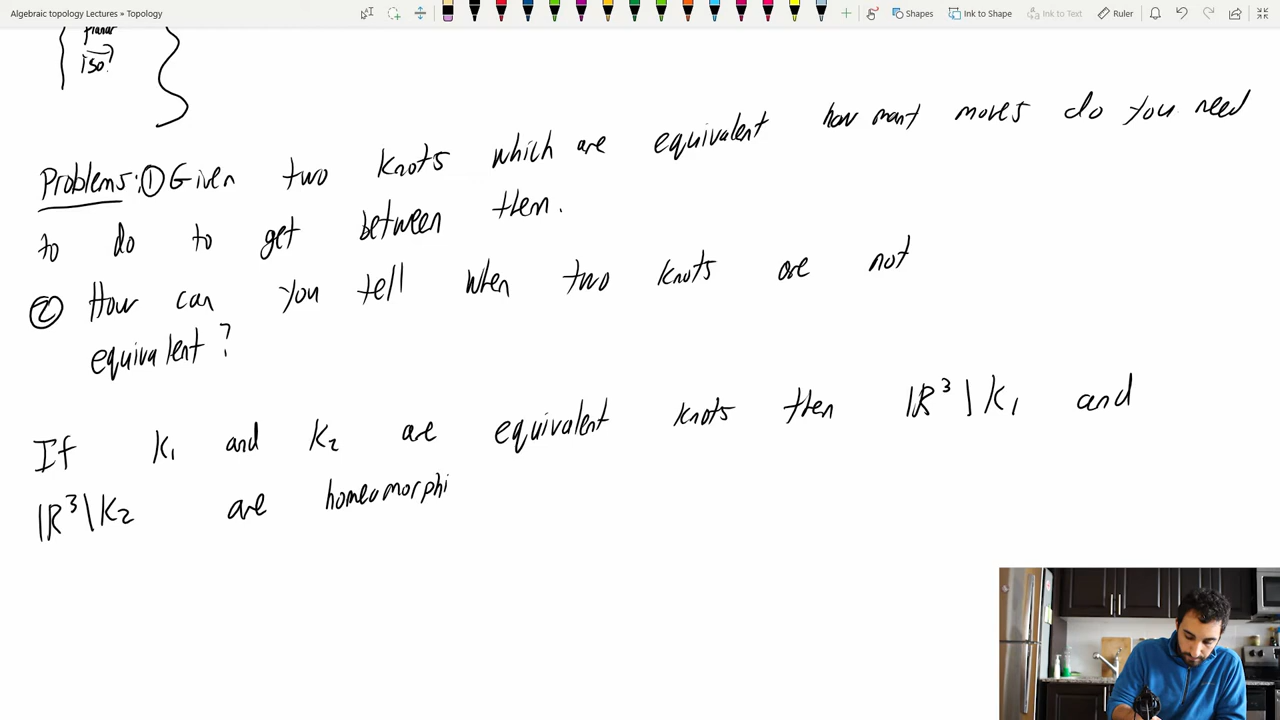 Algebraic topology Lectures » Topology
Shapes
Ink to Shape
Ink to Text
Ruler
planar
iso.
Problems: ① Given two knots which are equivalent how many moves do you need
to do to get between them.
② How can you tell when two knots are not
equivalent?
If K₁ and K₂ are equivalent knots then ℝ³\K₁ and
ℝ³\K₂ are homeomorphi